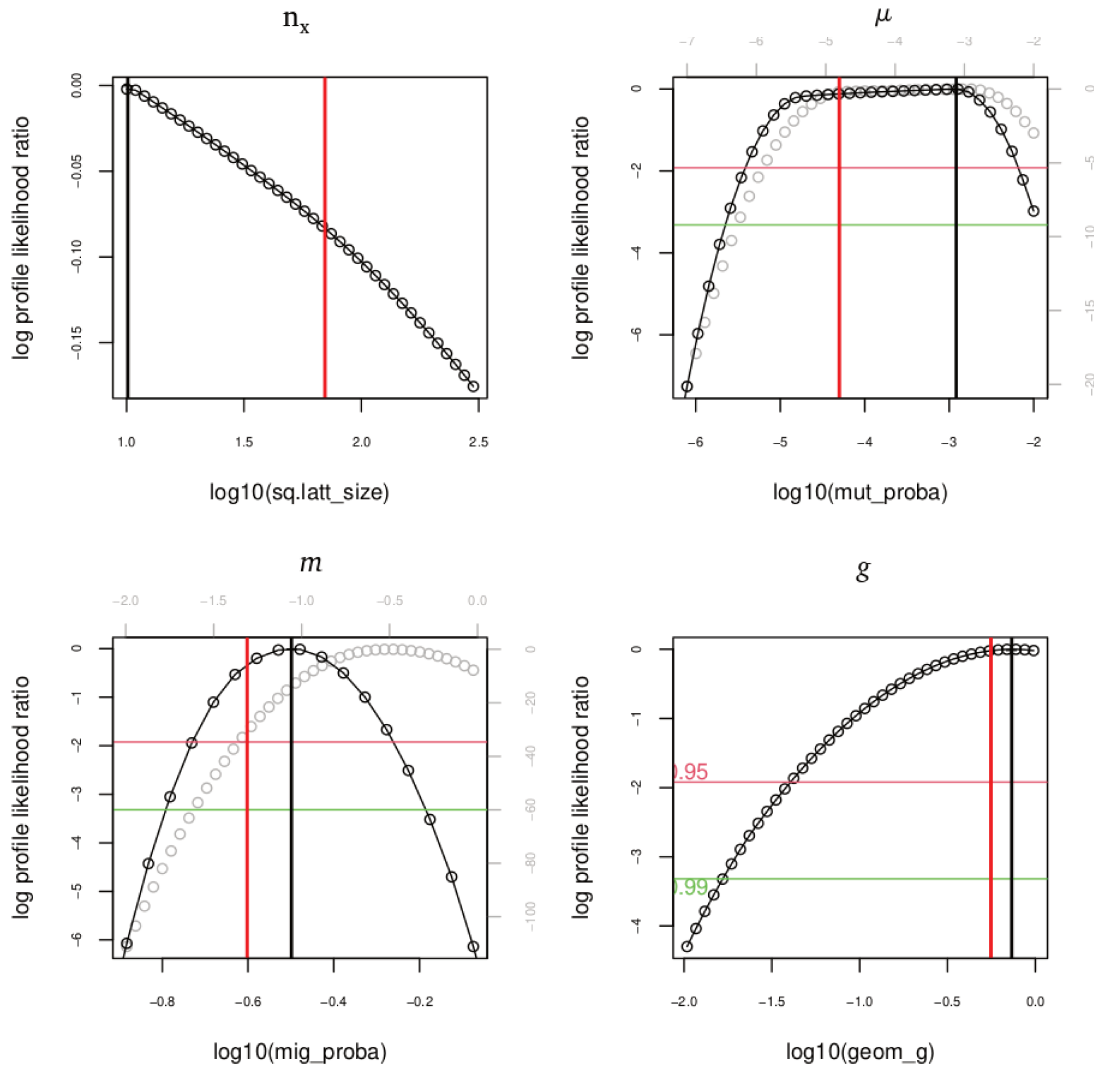 n_x
0.00
−0.05
−0.10
−0.15
log profile likelihood ratio
1.0 1.5 2.0 2.5
log10(sq.latt_size)
μ
−7 −6 −5 −4 −3 −2
0
−2
−4
−6
log profile likelihood ratio
0
−5
−10
−15
−20
−6 −5 −4 −3 −2
log10(mut_proba)
m
−2.0 −1.5 −1.0 −0.5 0.0
0
−1
−2
−3
−4
−5
−6
log profile likelihood ratio
0
−20
−40
−60
−80
−100
−0.8 −0.6 −0.4 −0.2
log10(mig_proba)
g
0
−1
−2
−3
−4
log profile likelihood ratio
0.95
0.99
−2.0 −1.5 −1.0 −0.5 0.0
log10(geom_g)